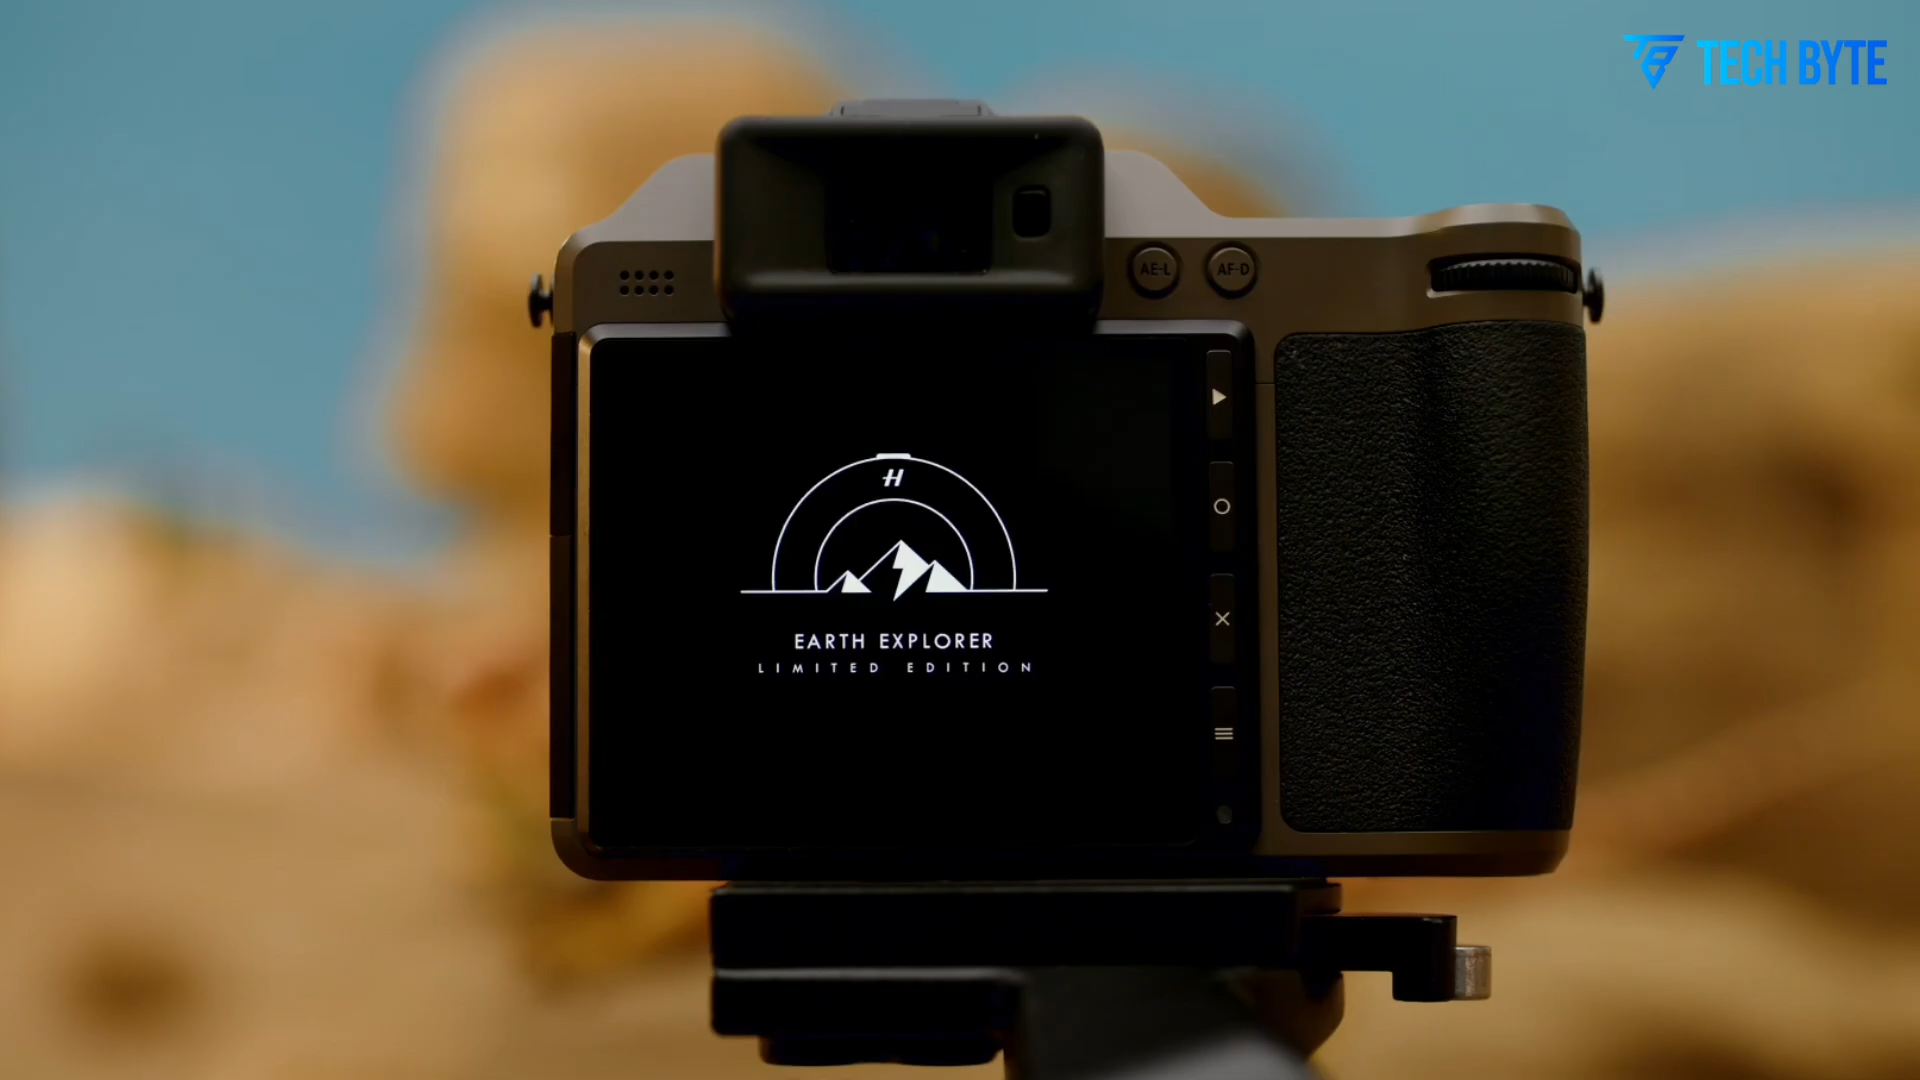 TECH BYTE
AE-L
AF-D
H
EARTH EXPLORER
LIMITED EDITION